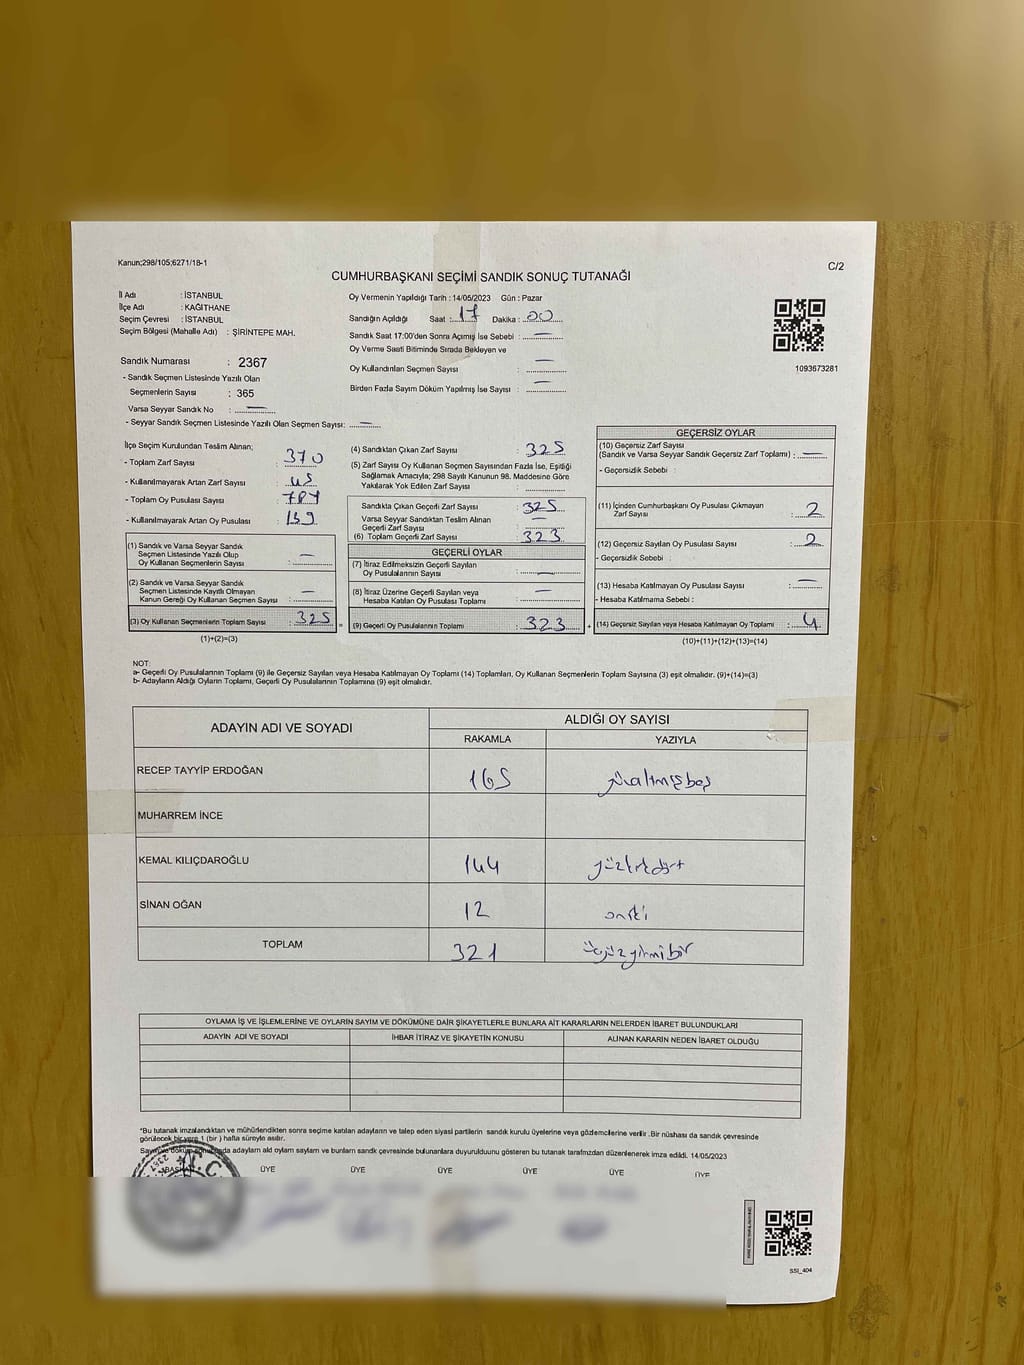 Kanun;298/105;6271/18-1
C/2
CUMHURBAŞKANI SEÇİMİ SANDIK SONUÇ TUTANAĞI
İl Adı : İSTANBUL
İlçe Adı : KAĞITHANE
Seçim Çevresi : İSTANBUL
Seçim Bölgesi (Mahalle Adı) : ŞİRİNTEPE MAH.
Sandık Numarası : 2367
- Sandık Seçmen Listesinde Yazılı Olan
Seçmenlerin Sayısı : 365
Varsa Seyyar Sandık No : —
- Seyyar Sandık Seçmen Listesinde Yazılı Olan Seçmen Sayısı: —
Oy Vermenin Yapıldığı Tarih : 14/05/2023 Gün : Pazar
Sandığın Açıldığı Saat : 17 Dakika : 00
Sandık Saat 17:00'den Sonra Açımış İse Sebebi : —
Oy Verme Saati Bitiminde Sırada Bekleyen ve
Oy Kullandırılan Seçmen Sayısı : —
Birden Fazla Sayım Döküm Yapılmış İse Sayısı : —
1093673281
İlçe Seçim Kurulundan Teslim Alınan;
- Toplam Zarf Sayısı : 370
- Kullanılmayarak Artan Zarf Sayısı : 45
- Toplam Oy Pusulası Sayısı :
- Kullanılmayarak Artan Oy Pusulası : 139
(1) Sandık ve Varsa Seyyar Sandık
Seçmen Listesinde Yazılı Olup
Oy Kullanan Seçmenlerin Sayısı : —
(2) Sandık ve Varsa Seyyar Sandık
Seçmen Listesinde Kayıtlı Olmayan
Kanun Gereği Oy Kullanan Seçmen Sayısı : —
(3) Oy Kullanan Seçmenlerin Toplam Sayısı : 325
(1)+(2)=(3)
(4) Sandıktan Çıkan Zarf Sayısı : 325
(5) Zarf Sayısı Oy Kullanan Seçmen Sayısından Fazla İse, Eşitliği
Sağlamak Amacıyla; 298 Sayılı Kanunun 98. Maddesine Göre
Yakılarak Yok Edilen Zarf Sayısı :
Sandıkta Çıkan Geçerli Zarf Sayısı : 325
Varsa Seyyar Sandıktan Teslim Alınan
Geçerli Zarf Sayısı : —
(6) Toplam Geçerli Zarf Sayısı : 323
GEÇERLİ OYLAR
(7) İtiraz Edilmeksizin Geçerli Sayılan
Oy Pusulalarının Sayısı : —
(8) İtiraz Üzerine Geçerli Sayılan veya
Hesaba Katılan Oy Pusulası Toplamı : —
(9) Geçerli Oy Pusulalarının Toplamı : 323
GEÇERSİZ OYLAR
(10) Geçersiz Zarf Sayısı
(Sandık ve Varsa Seyyar Sandık Geçersiz Zarf Toplamı) : —
- Geçersizlik Sebebi :
(11) İçinden Cumhurbaşkanı Oy Pusulası Çıkmayan
Zarf Sayısı : 2
(12) Geçersiz Sayılan Oy Pusulası Sayısı : 2
- Geçersizlik Sebebi :
(13) Hesaba Katılmayan Oy Pusulası Sayısı : —
- Hesaba Katılmama Sebebi :
(14) Geçersiz Sayılan veya Hesaba Katılmayan Oy Toplamı : 4
(10)+(11)+(12)+(13)=(14)
NOT:
a- Geçerli Oy Pusulalarının Toplamı (9) ile Geçersiz Sayılan veya Hesaba Katılmayan Oy Toplamı (14) Toplamları, Oy Kullanan Seçmenlerin Toplam Sayısına (3) eşit olmalıdır. (9)+(14)=(3)
b- Adayların Aldığı Oyların Toplamı, Geçerli Oy Pusulalarının Toplamına (9) eşit olmalıdır.
ADAYIN ADI VE SOYADI ALDIĞI OY SAYISI
RAKAMLA YAZIYLA
RECEP TAYYİP ERDOĞAN 165 yüzaltmışbeş
MUHARREM İNCE
KEMAL KILIÇDAROĞLU 144 yüzkırkdört
SİNAN OĞAN 12 oniki
TOPLAM 321 üçyüzyirmibir
OYLAMA İŞ VE İŞLEMLERİNE VE OYLARIN SAYIM VE DÖKÜMÜNE DAİR ŞİKAYETLERLE BUNLARA AİT KARARLARIN NELERDEN İBARET BULUNDUKLARI
ADAYIN ADI VE SOYADI İHBAR İTİRAZ VE ŞİKAYETİN KONUSU ALINAN KARARIN NEDEN İBARET OLDUĞU
*Bu tutanak imzalandıktan ve mühürlendikten sonra seçime katılan adayların ve talep eden siyasi partilerin sandık kurulu üyelerine veya gözlemcilerine verilir .Bir nüshası da sandık çevresinde
görülecek bir yere 1 (bir ) hafta süreyle asılır.
adayların aldığı oyların sayıları ve bunların sandık çevresinde bulunanlara duyurulduğunu gösteren bu tutanak tarafımızdan düzenlenerek imza edildi. 14/05/2023
BAŞKAN ÜYE ÜYE ÜYE ÜYE ÜYE ÜYE
SSI_404